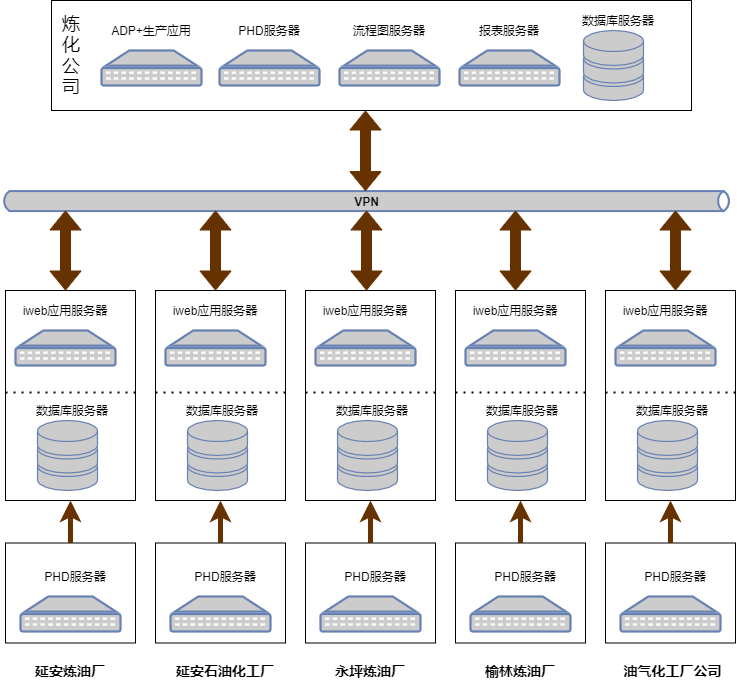 炼化公司
ADP+生产应用
PHD服务器
流程图服务器
报表服务器
数据库服务器
VPN
iweb应用服务器
iweb应用服务器
iweb应用服务器
iweb应用服务器
iweb应用服务器
数据库服务器
数据库服务器
数据库服务器
数据库服务器
数据库服务器
PHD服务器
PHD服务器
PHD服务器
PHD服务器
PHD服务器
延安炼油厂
延安石油化工厂
永坪炼油厂
榆林炼油厂
油气化工厂公司